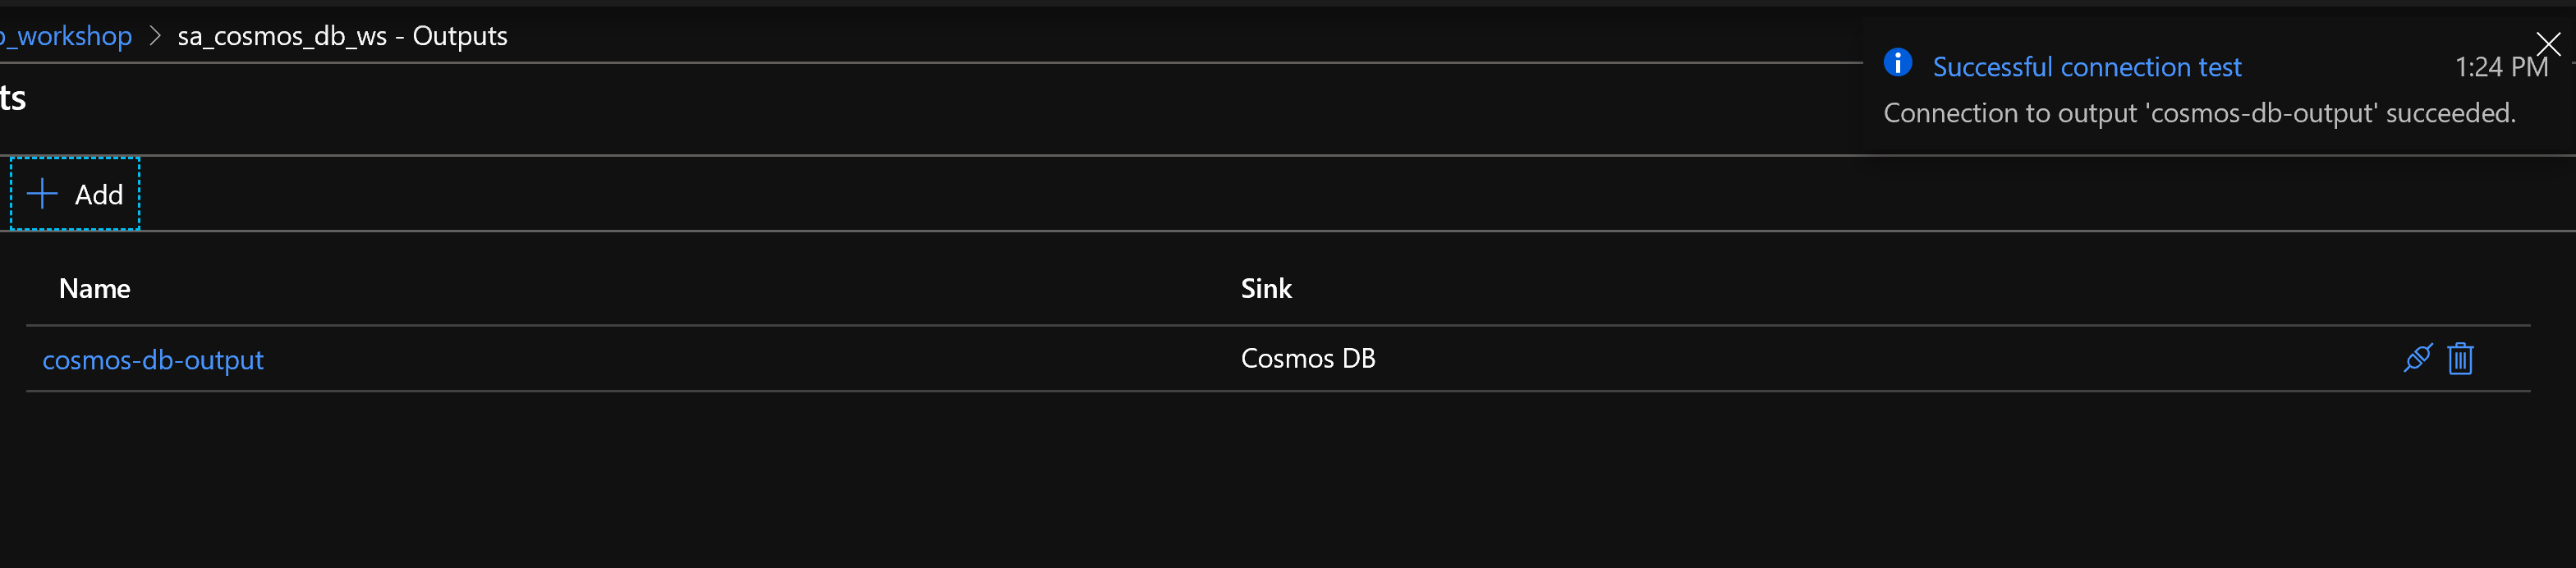 _workshop > sa_cosmos_db_ws - Outputs
Successful connection test 1:24 PM
Connection to output 'cosmos-db-output' succeeded.
ts
Add
Name Sink
cosmos-db-output Cosmos DB